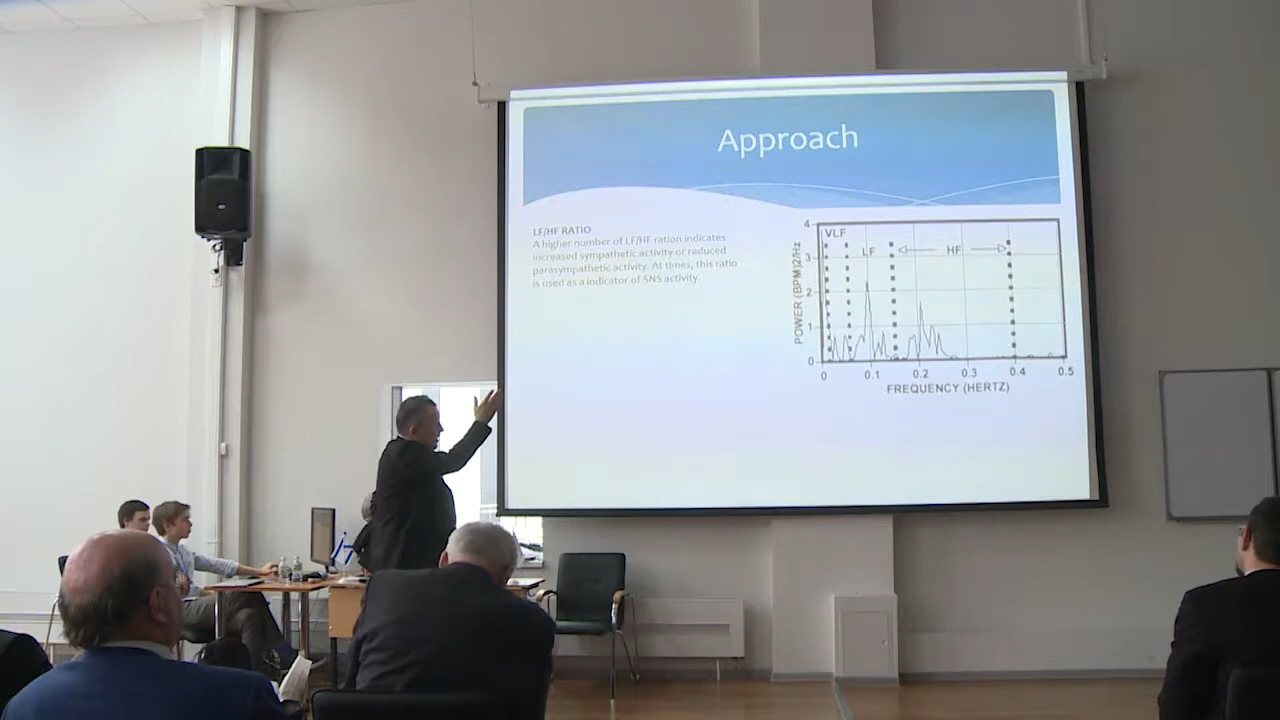 Approach
LF/HF RATIO
A higher number of LF/HF ration indicates
increased sympathetic activity or reduced
parasympathetic activity. At times, this ratio
is used as a indicator of SNS activity.
VLF
LF
HF
POWER (BPM)2/Hz
4
3
2
1
0
0 0.1 0.2 0.3 0.4 0.5
FREQUENCY (HERTZ)